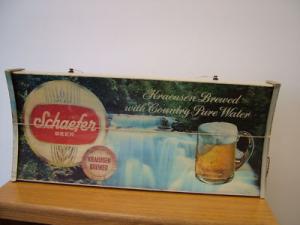 Schaefer
BEER
KRAEUSEN
BREWED
Kraeusen Brewed
with Country Pure Water